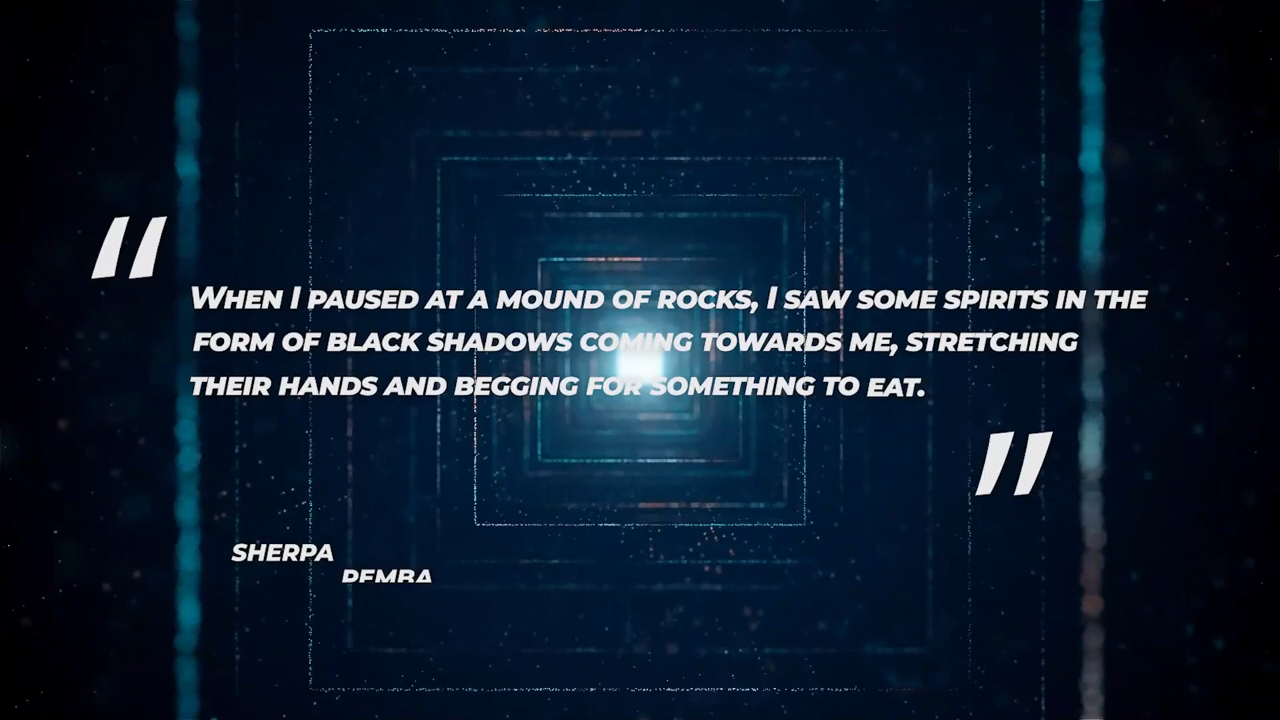 “
When I paused at a mound of rocks, I saw some spirits in the
form of black shadows coming towards me, stretching
their hands and begging for something to eat.
”
Sherpa
Pemba